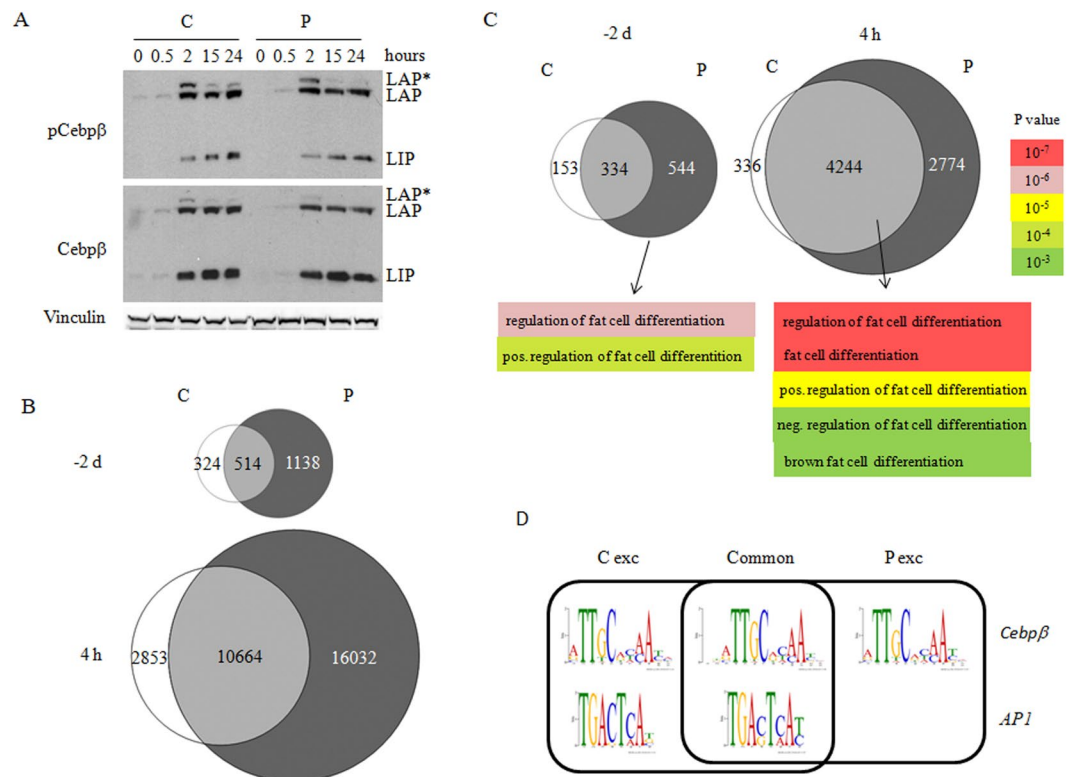 A
C P
0 0.5 2 15 24 0 0.5 2 15 24 hours
LAP*
LAP
pCebpβ
LIP
LAP*
LAP
Cebpβ
LIP
Vinculin
B
C P
-2 d
324 514 1138
4 h
2853 10664 16032
C
-2 d 4 h
C P C P
153 334 544
336 4244 2774
P value
10-7
10-6
10-5
10-4
10-3
regulation of fat cell differentiation
pos. regulation of fat cell differentition
regulation of fat cell differentiation
fat cell differentiation
pos. regulation of fat cell differentiation
neg. regulation of fat cell differentiation
brown fat cell differentiation
D
C exc Common P exc
Cebpβ
AP1